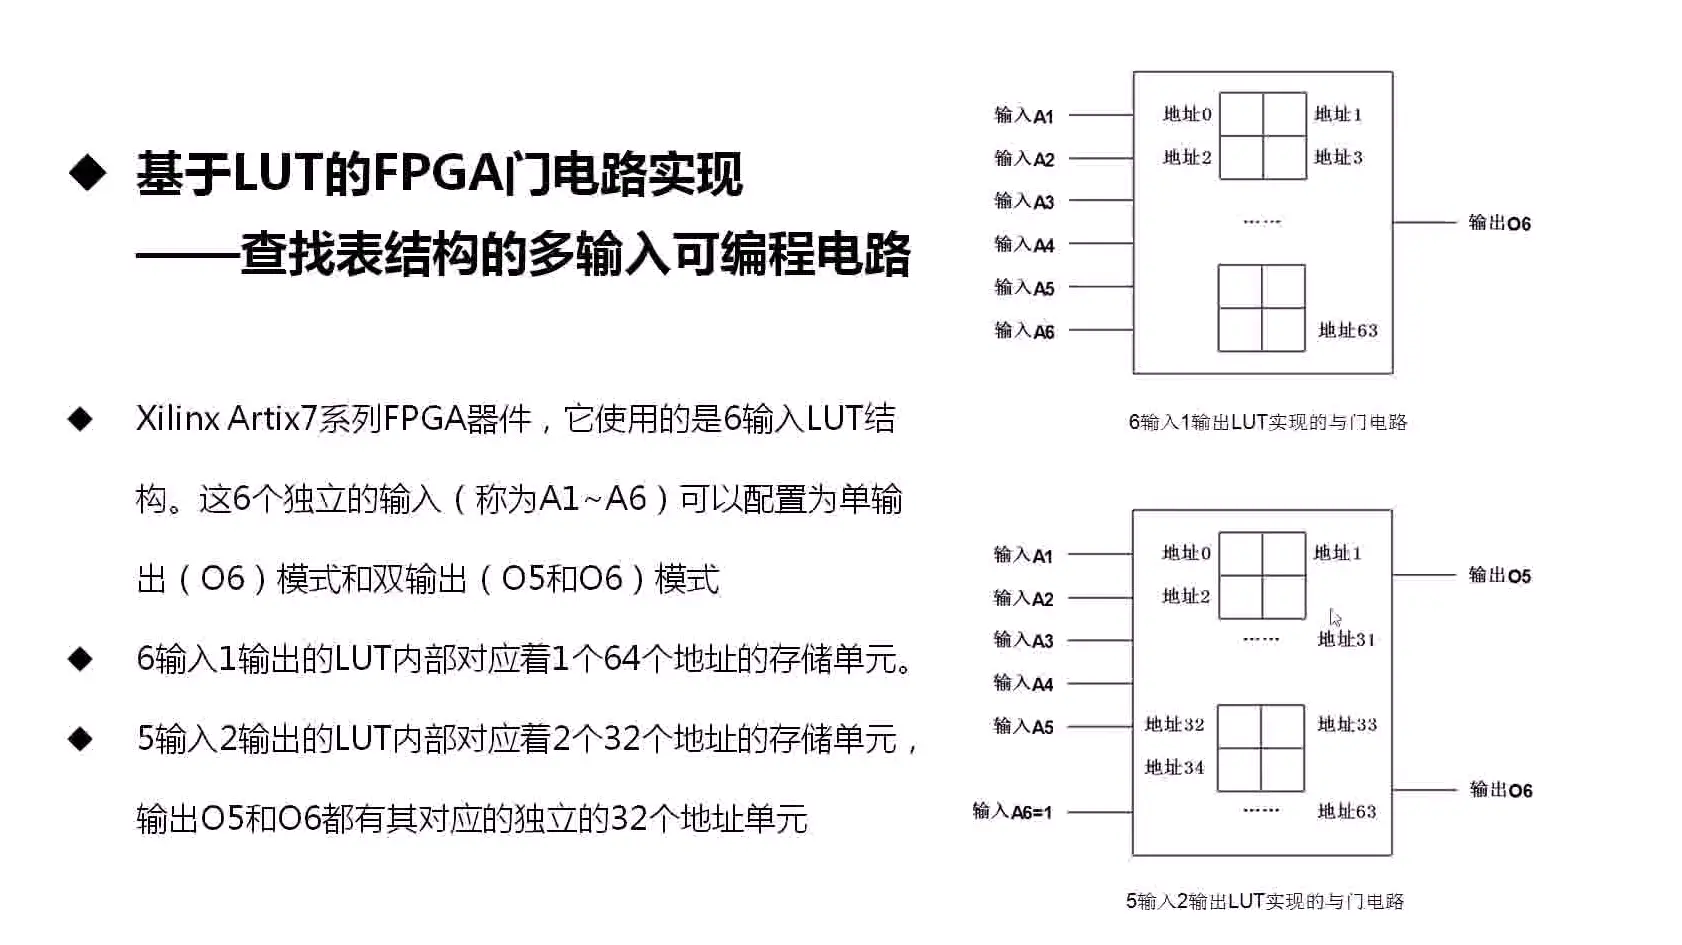 基于LUT的FPGA门电路实现
——查找表结构的多输入可编程电路
Xilinx Artix7系列FPGA器件，它使用的是6输入LUT结
构。这6个独立的输入（称为A1~A6）可以配置为单输
出（O6）模式和双输出（O5和O6）模式
6输入1输出的LUT内部对应着1个64个地址的存储单元。
5输入2输出的LUT内部对应着2个32个地址的存储单元，
输出O5和O6都有其对应的独立的32个地址单元
输入A1
输入A2
输入A3
输入A4
输入A5
输入A6
地址0
地址1
地址2
地址3
……
地址63
输出O6
6输入1输出LUT实现的与门电路
输入A1
输入A2
输入A3
输入A4
输入A5
输入A6=1
地址0
地址1
地址2
……
地址31
地址32
地址33
地址34
……
地址63
输出O5
输出O6
5输入2输出LUT实现的与门电路